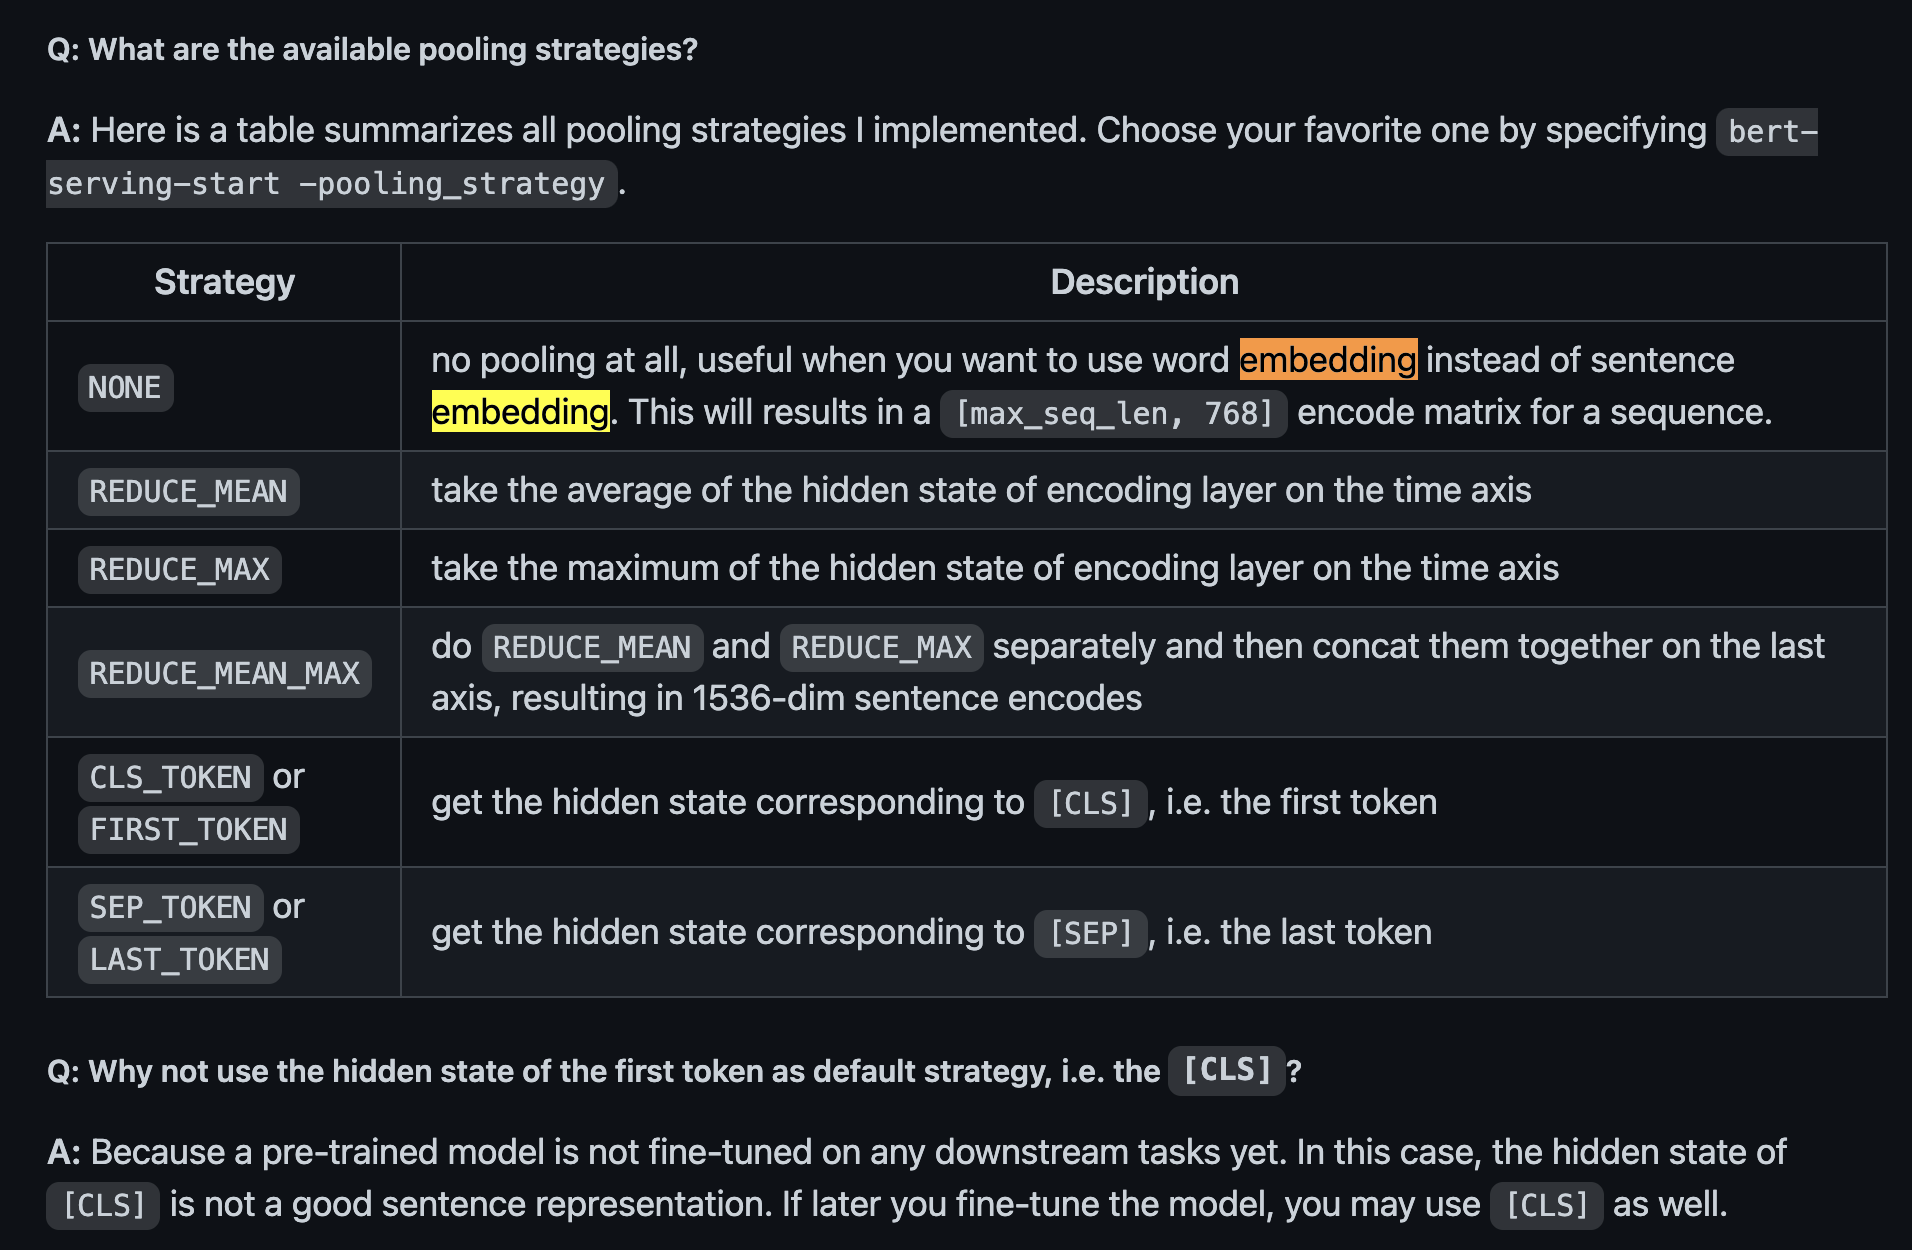 Q: What are the available pooling strategies?
A: Here is a table summarizes all pooling strategies I implemented. Choose your favorite one by specifying bert-
serving-start -pooling_strategy.
Strategy
Description
NONE
no pooling at all, useful when you want to use word embedding instead of sentence
embedding. This will results in a [max_seq_len, 768] encode matrix for a sequence.
REDUCE_MEAN
take the average of the hidden state of encoding layer on the time axis
REDUCE_MAX
take the maximum of the hidden state of encoding layer on the time axis
REDUCE_MEAN_MAX
do REDUCE_MEAN and REDUCE_MAX separately and then concat them together on the last
axis, resulting in 1536-dim sentence encodes
CLS_TOKEN or
FIRST_TOKEN
get the hidden state corresponding to [CLS], i.e. the first token
SEP_TOKEN or
LAST_TOKEN
get the hidden state corresponding to [SEP], i.e. the last token
Q: Why not use the hidden state of the first token as default strategy, i.e. the [CLS]?
A: Because a pre-trained model is not fine-tuned on any downstream tasks yet. In this case, the hidden state of
[CLS] is not a good sentence representation. If later you fine-tune the model, you may use [CLS] as well.